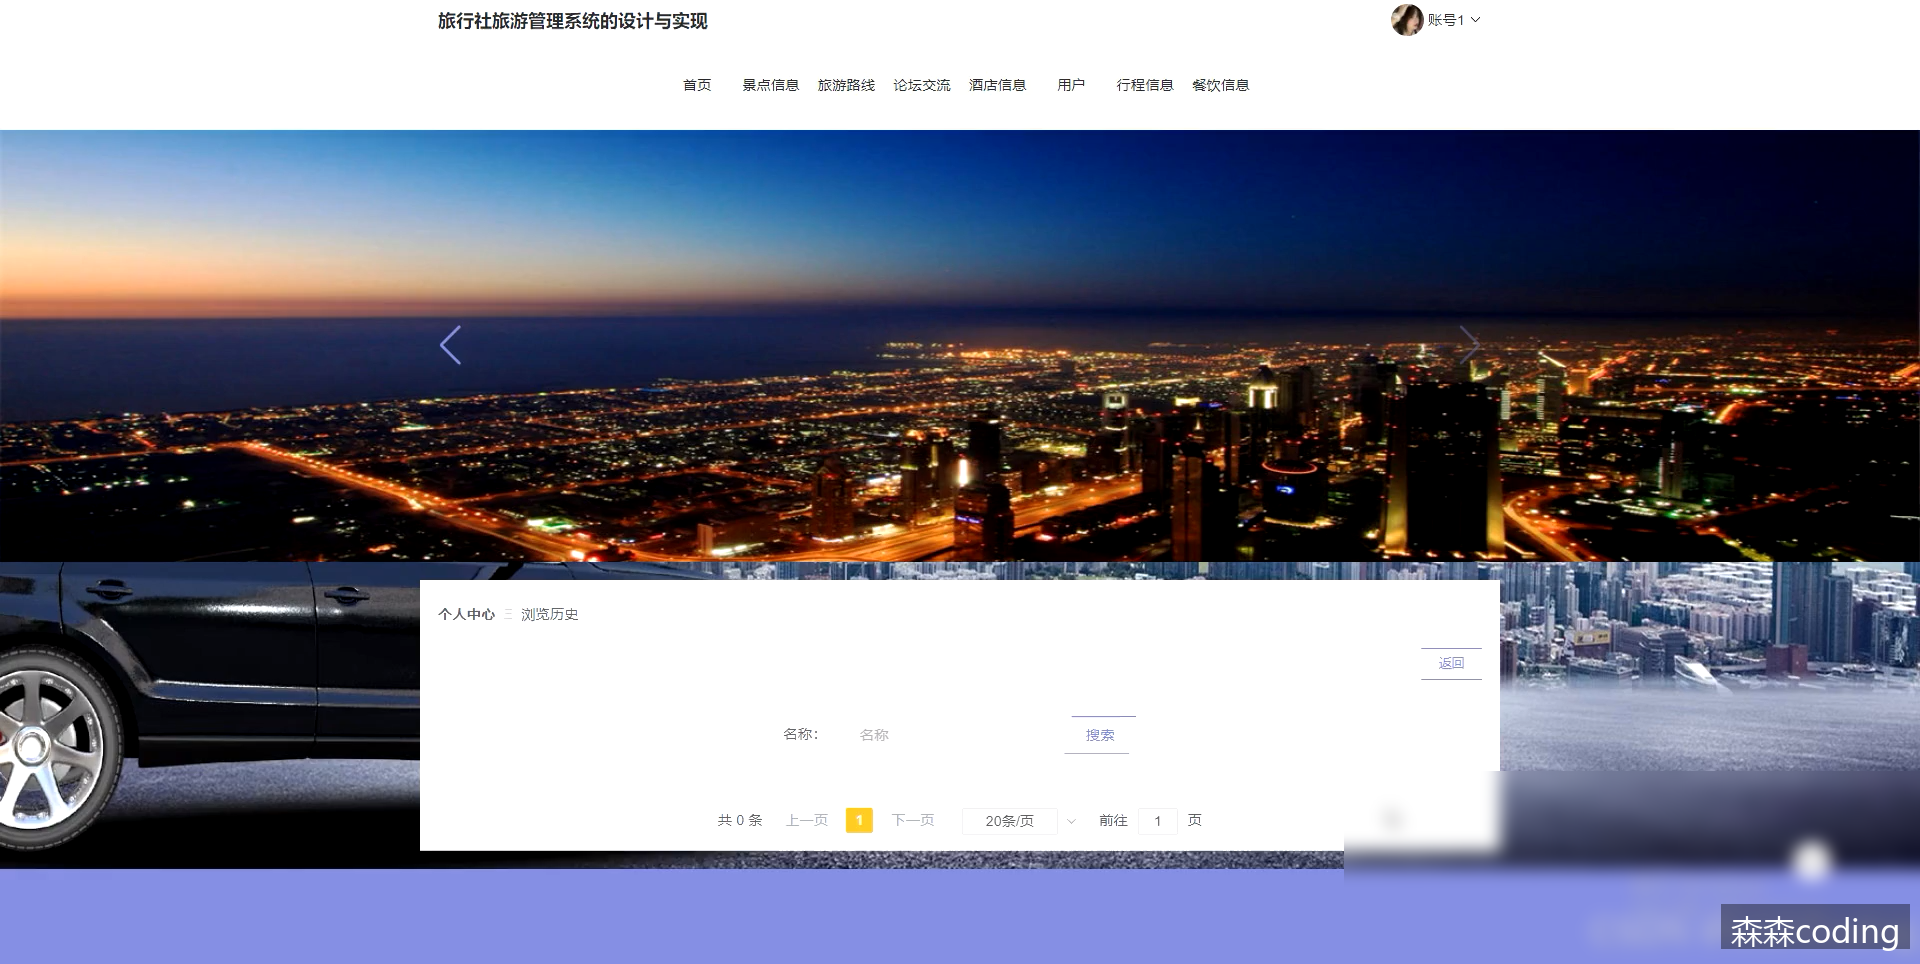 旅行社旅游管理系统的设计与实现
账号1
首页 景点信息 旅游路线 论坛交流 酒店信息 用户 行程信息 餐饮信息
个人中心 浏览历史
返回
名称： 名称 搜索
共 0 条 上一页 1 下一页 20条/页 前往 1 页
森森coding